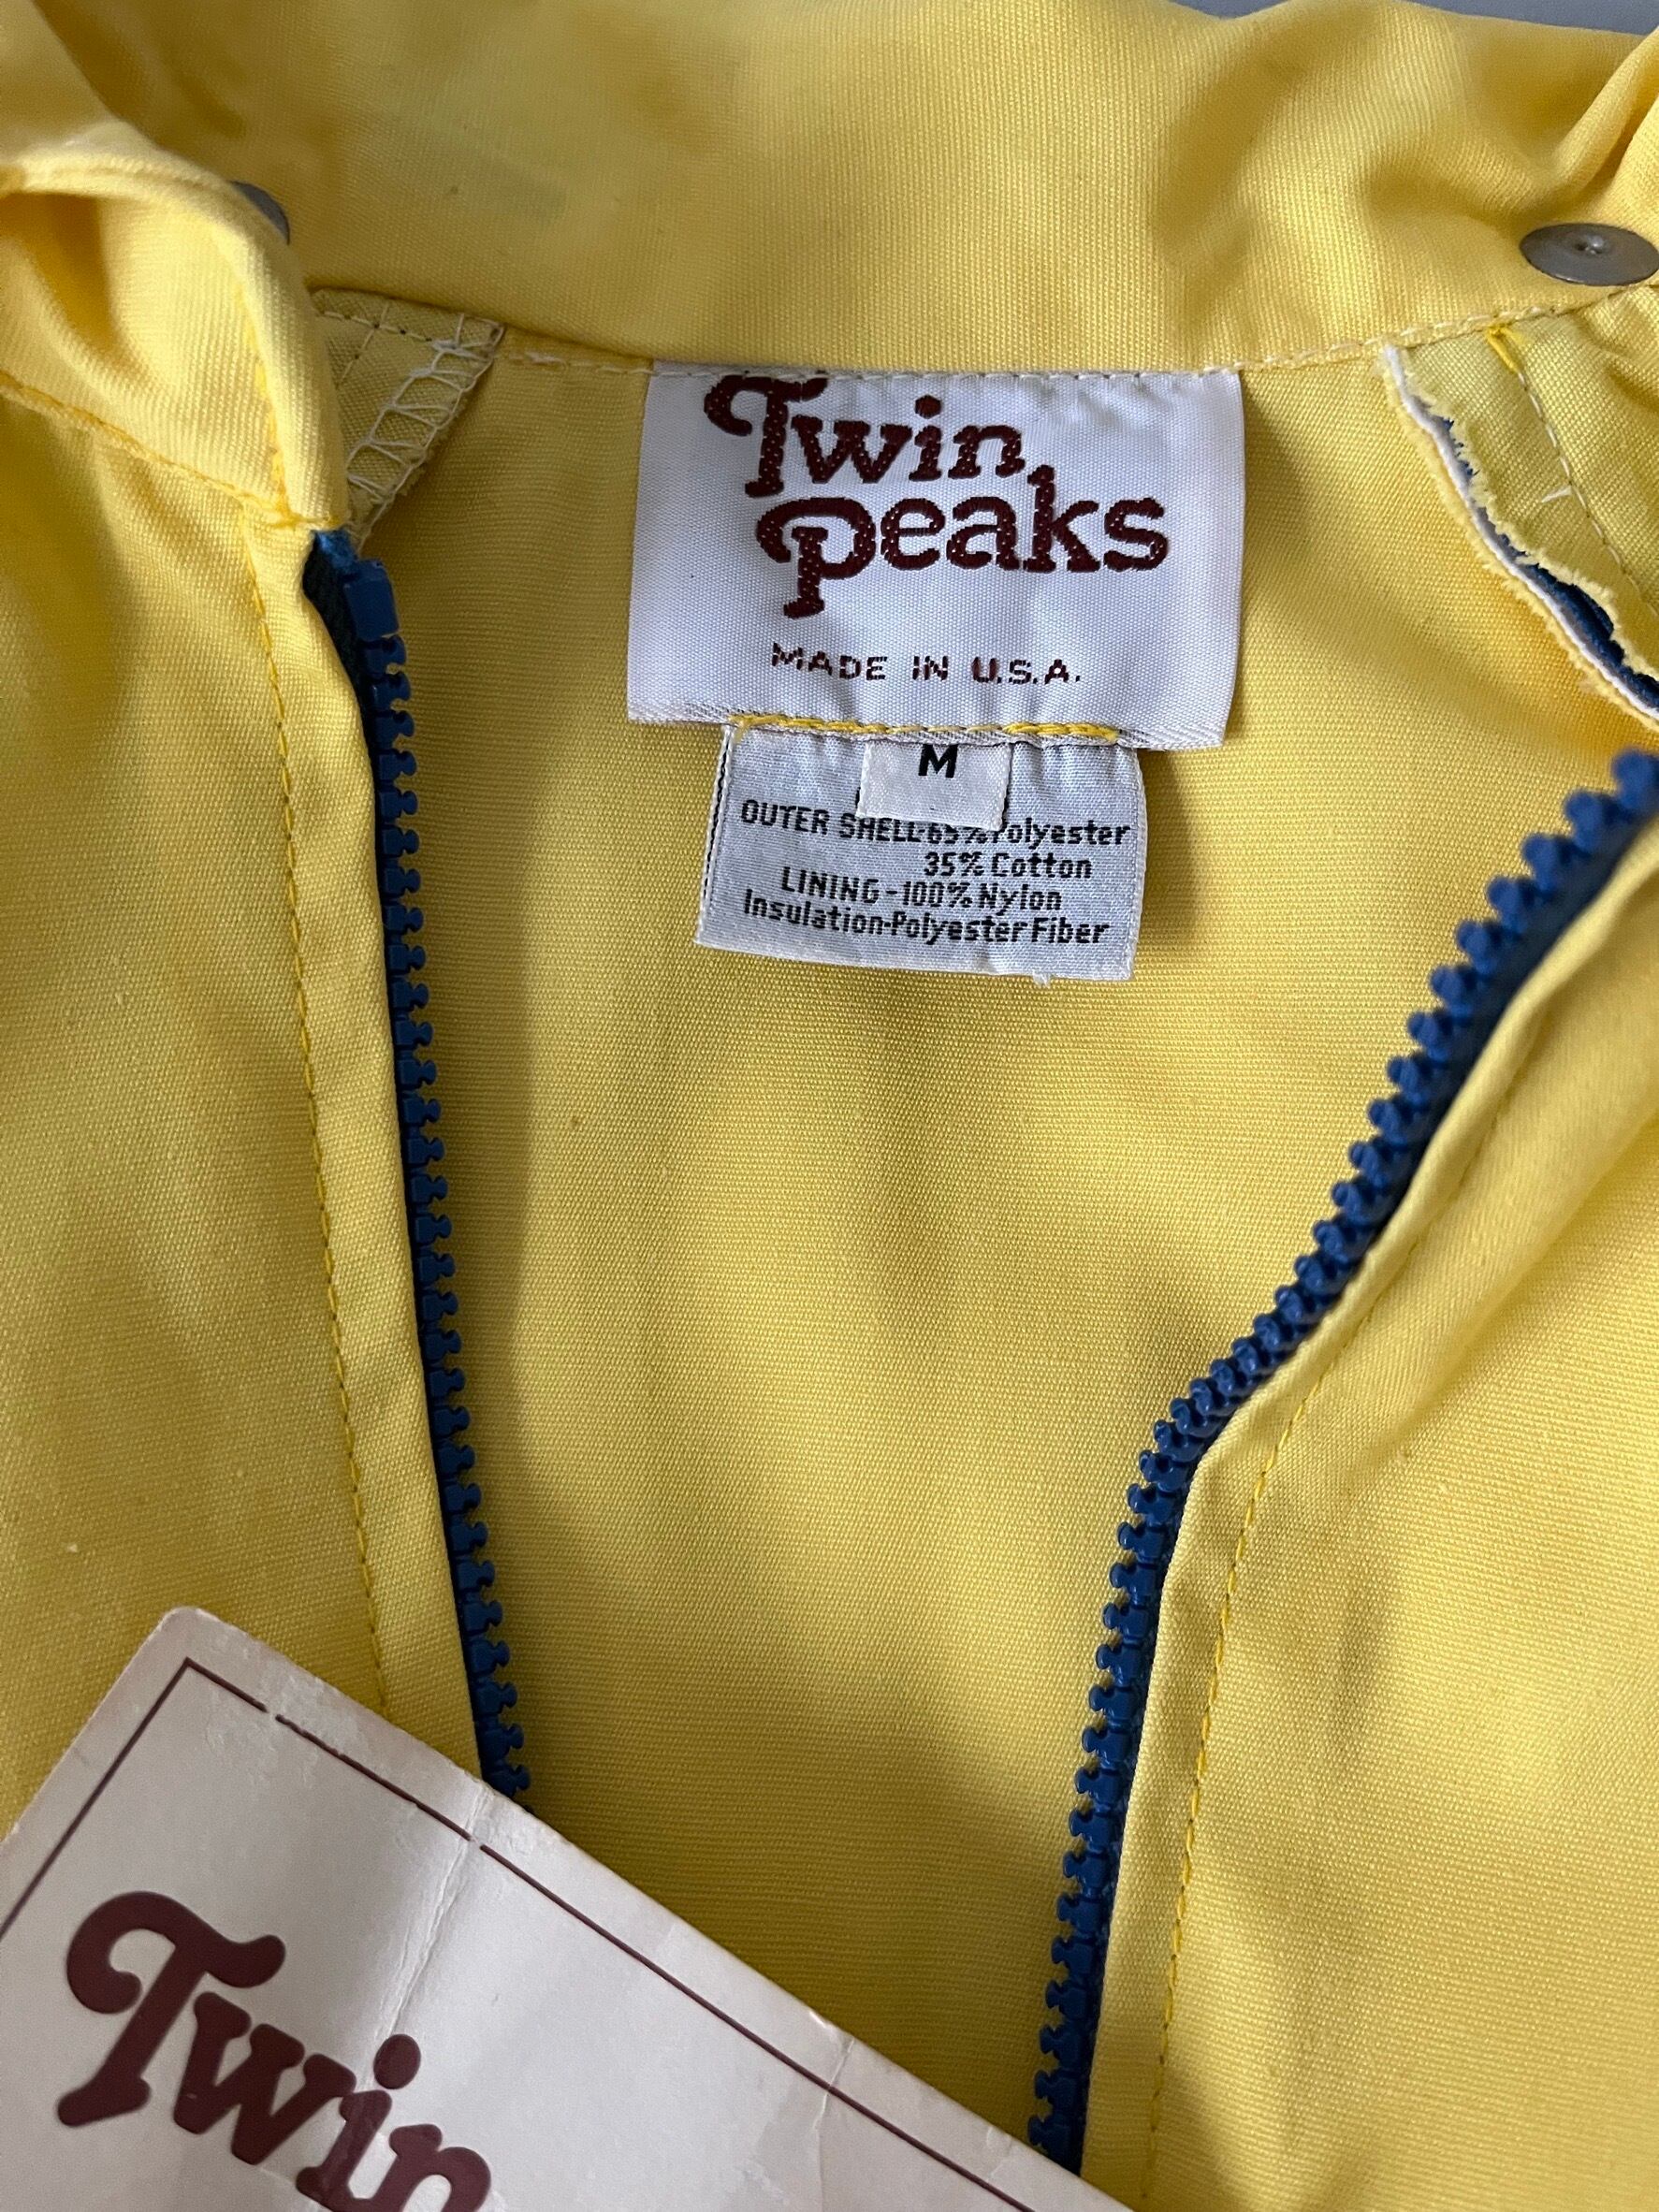 Twin
Peaks
MADE IN U.S.A.
M
OUTER SHELL-65% Polyester
35% Cotton
LINING-100% Nylon
Insulation-Polyester Fiber
Twin